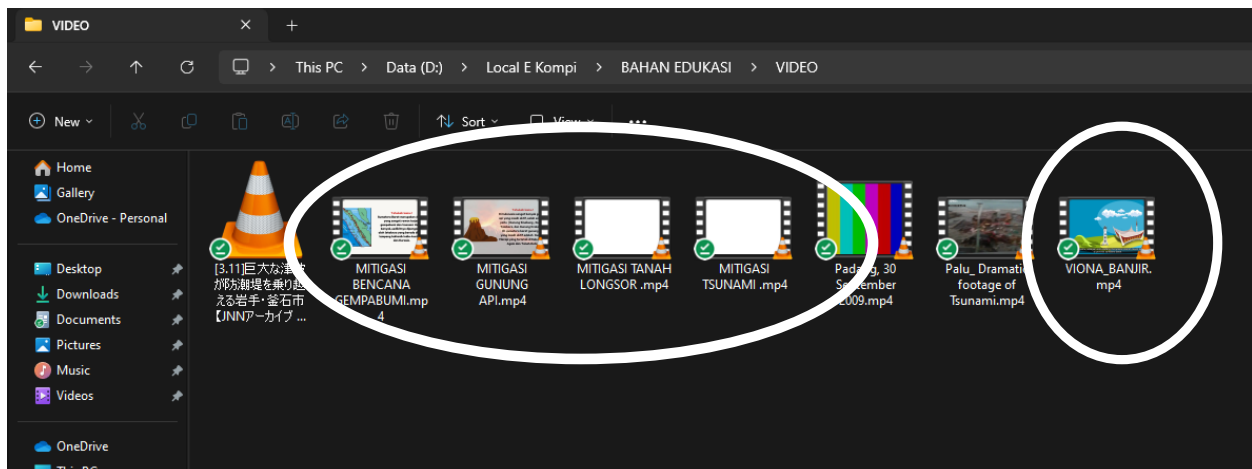 VIDEO
This PC > Data (D:) > Local E Kompi > BAHAN EDUKASI > VIDEO
New
Sort
View
Home
Gallery
OneDrive - Personal
Desktop
Downloads
Documents
Pictures
Music
Videos
OneDrive
This PC
[3.11]巨大な津波
が防潮堤を乗り越
える岩手・釜石市
【JNNアーカイブ ...
MITIGASI
BENCANA
GEMPABUMI.mp
4
MITIGASI
GUNUNG
API.mp4
MITIGASI TANAH
LONGSOR .mp4
MITIGASI
TSUNAMI .mp4
Padang, 30
September
2009.mp4
Palu_ Dramatic
footage of
Tsunami.mp4
VIONA_BANJIR.
mp4